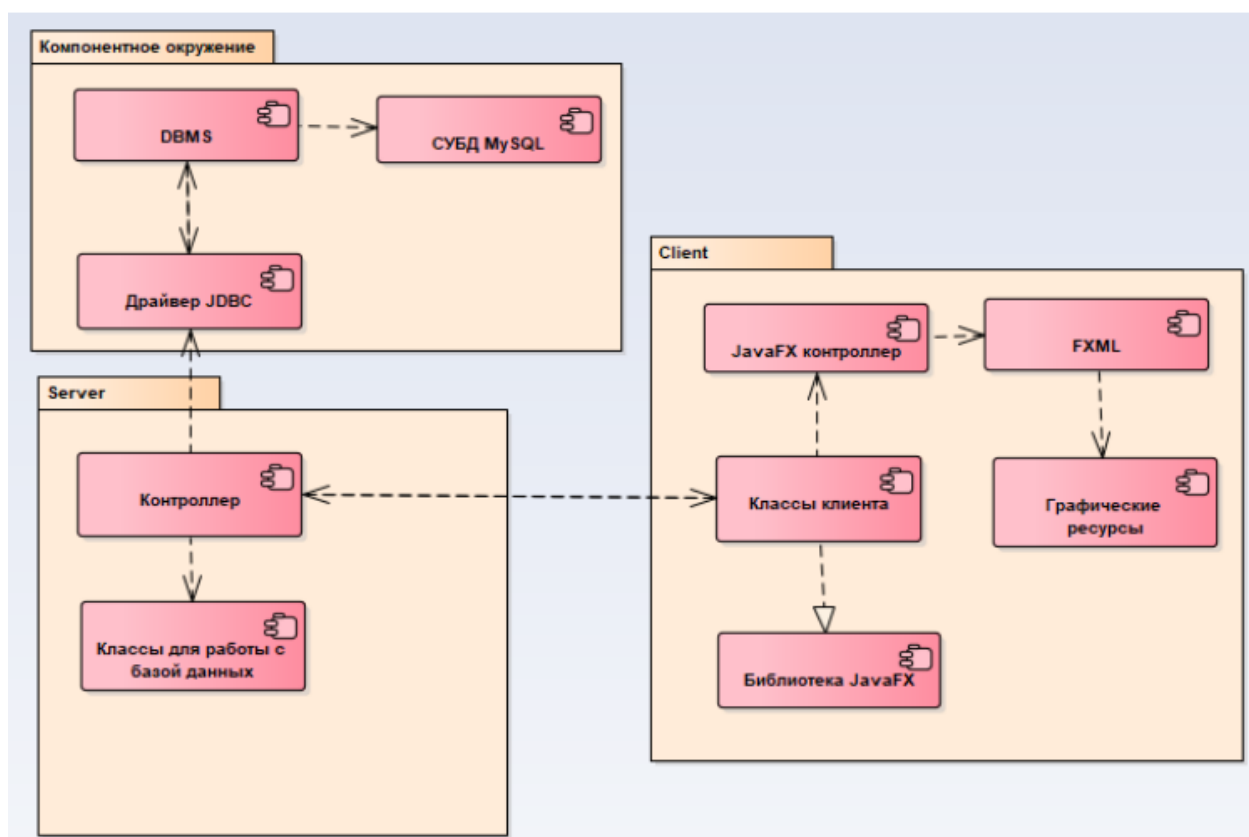 Компонентное окружение
DBMS
СУБД MySQL
Драйвер JDBC
Server
Контроллер
Классы для работы с
базой данных
Client
JavaFX контроллер
FXML
Классы клиента
Графические
ресурсы
Библиотека JavaFX